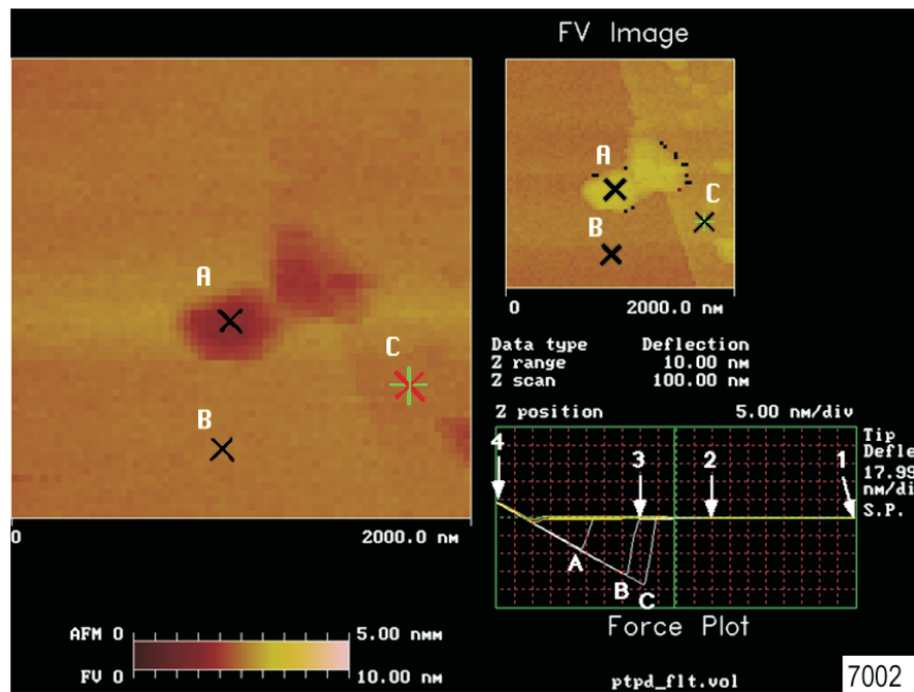 FV Image
A
B
C
0 2000.0 nM
A
B
C
0 2000.0 nM
Data type Deflection
Z range 10.00 nM
Z scan 100.00 nM
Z position 5.00 nM/div
4 3 2 1
A
B
C
Tip
Defle
17.99
nM/di
S.P.
Force Plot
AFM 0 5.00 nMM
FV 0 10.00 nM
ptpd_flt.vol
7002